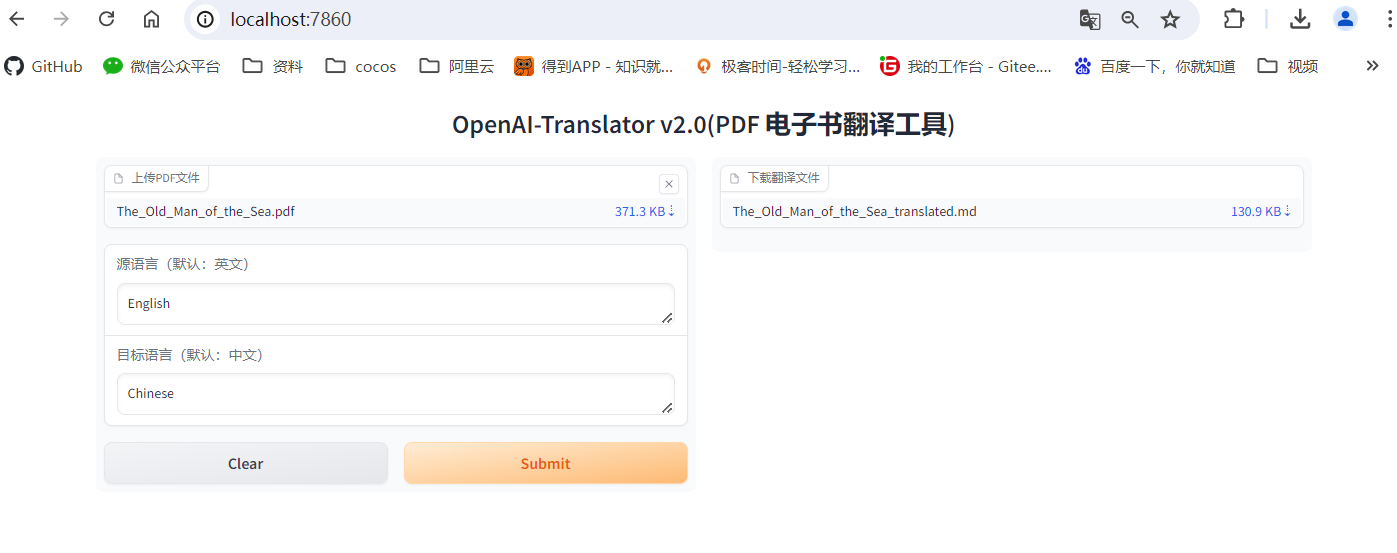 localhost:7860
GitHub 微信公众平台 资料 cocos 阿里云 得到APP - 知识就... 极客时间-轻松学习... 我的工作台 - Gitee.... 百度一下，你就知道 视频
OpenAI-Translator v2.0(PDF 电子书翻译工具)
上传PDF文件
The_Old_Man_of_the_Sea.pdf 371.3 KB⇣
源语言（默认：英文）
English
目标语言（默认：中文）
Chinese
Clear Submit
下载翻译文件
The_Old_Man_of_the_Sea_translated.md 130.9 KB⇣